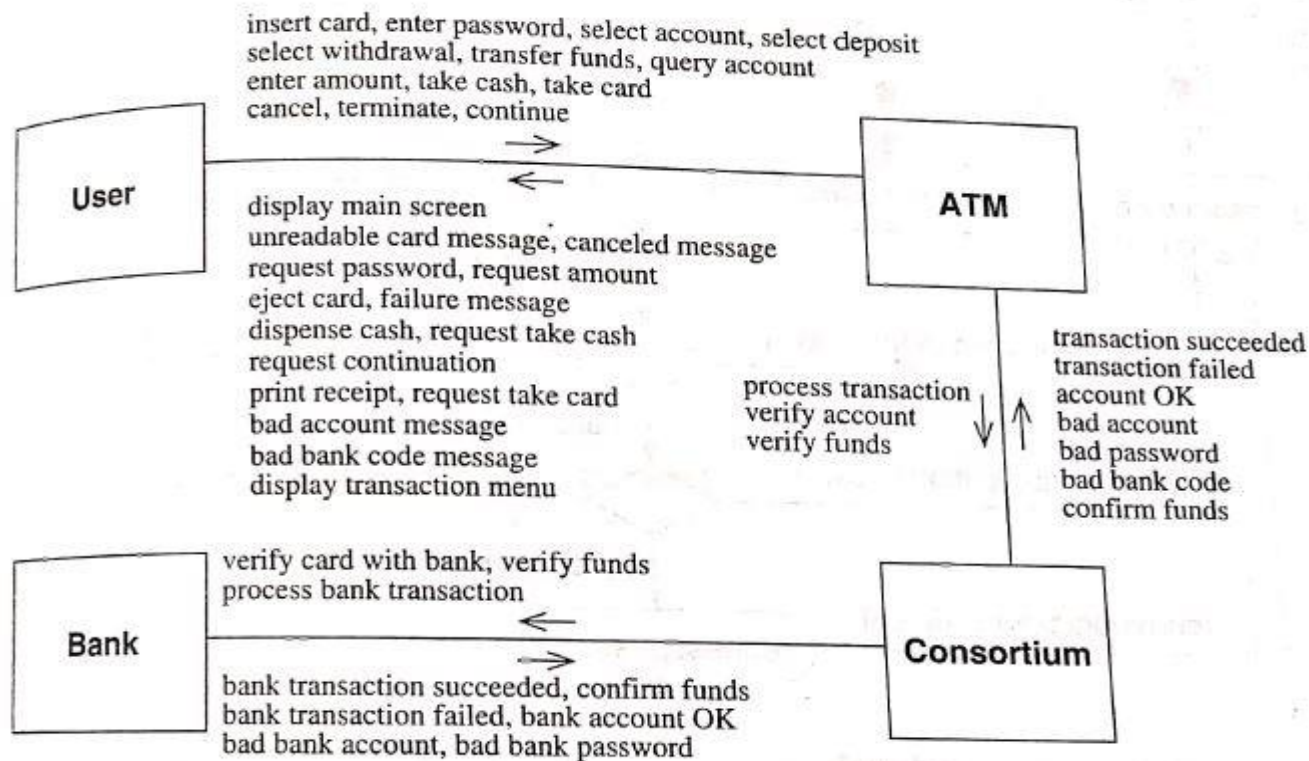 insert card, enter password, select account, select deposit
select withdrawal, transfer funds, query account
enter amount, take cash, take card
cancel, terminate, continue
User
ATM
display main screen
unreadable card message, canceled message
request password, request amount
eject card, failure message
dispense cash, request take cash
request continuation
print receipt, request take card
bad account message
bad bank code message
display transaction menu
process transaction
verify account
verify funds
transaction succeeded
transaction failed
account OK
bad account
bad password
bad bank code
confirm funds
verify card with bank, verify funds
process bank transaction
Bank
Consortium
bank transaction succeeded, confirm funds
bank transaction failed, bank account OK
bad bank account, bad bank password